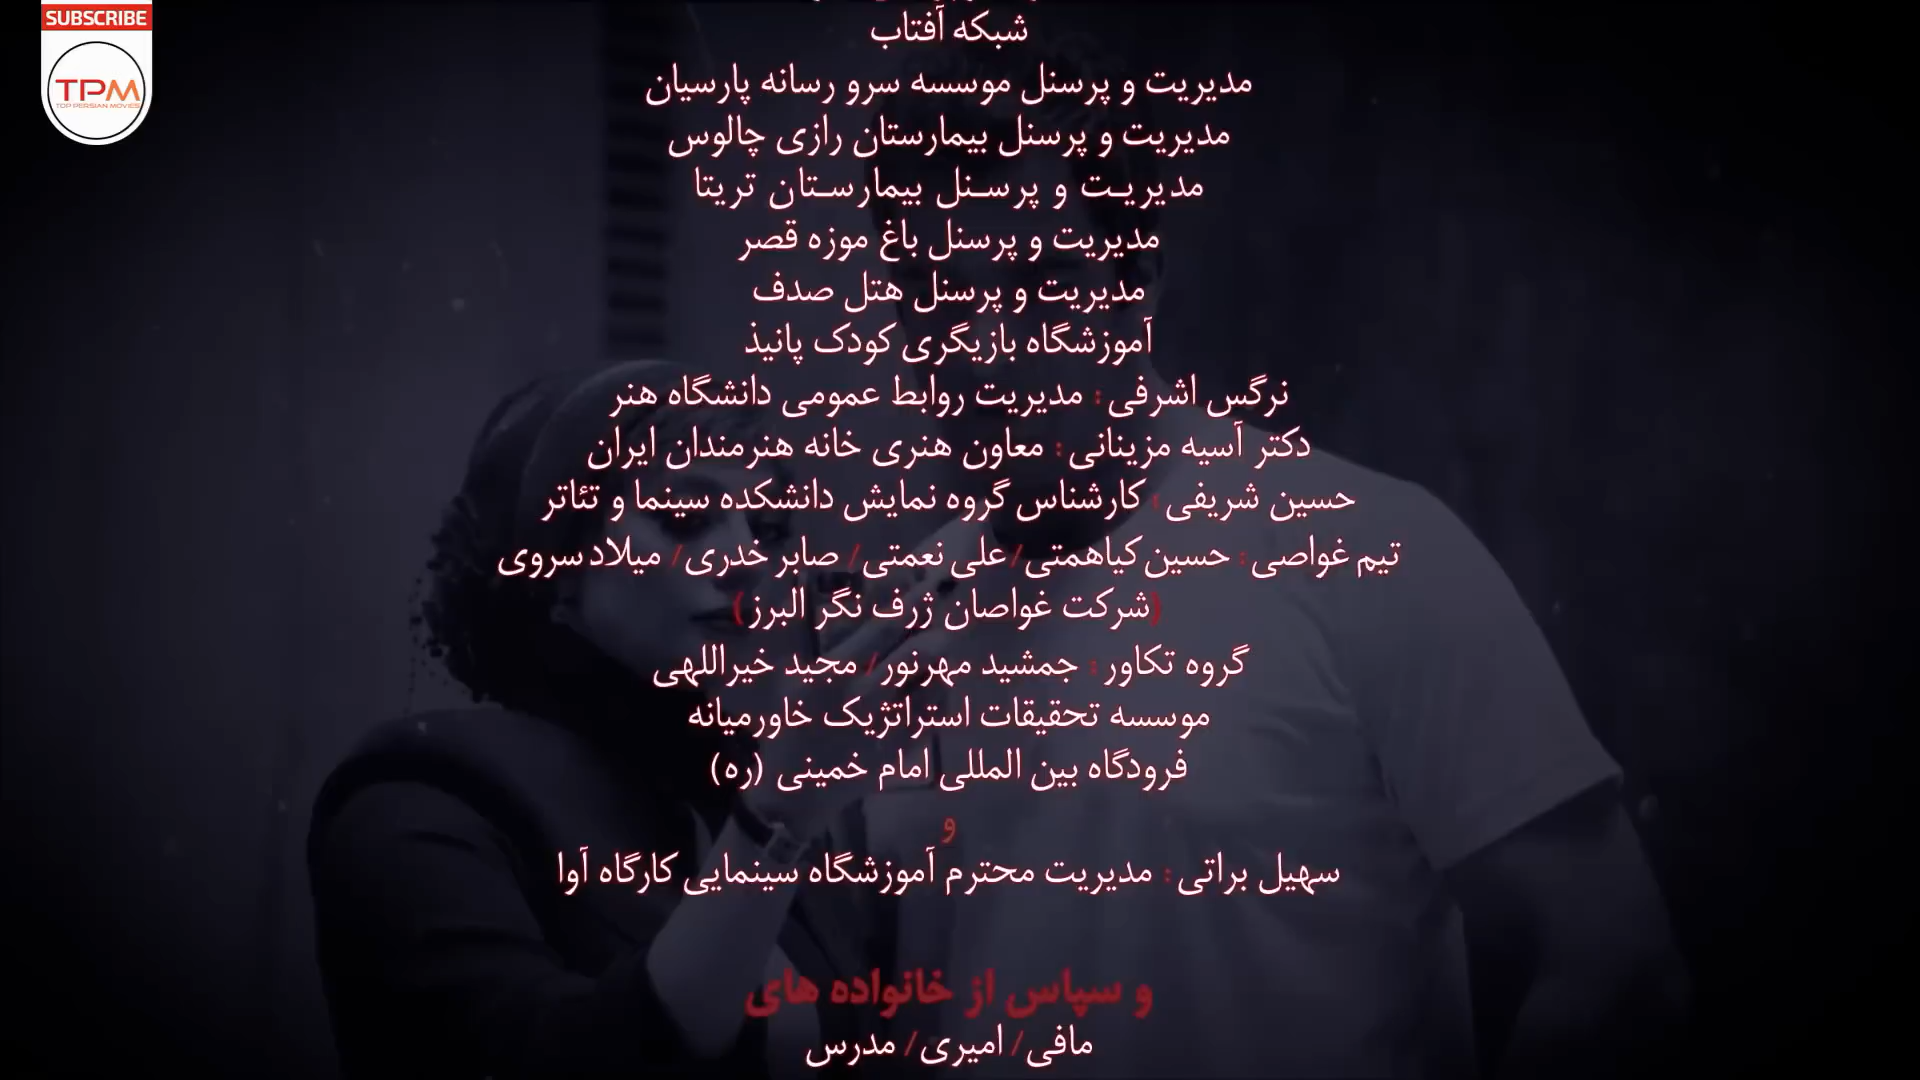 SUBSCRIBE
TPM
TOP PERSIAN MOVIES
شبکه آفتاب
مدیریت و پرسنل موسسه سرو رسانه پارسیان
مدیریت و پرسنل بیمارستان رازی چالوس
مدیریـت و پرسـنل بیمارسـتان تریتا
مدیریت و پرسنل باغ موزه قصر
مدیریت و پرسنل هتل صدف
آموزشگاه بازیگری کودک پانیذ
نرگس اشرفی : مدیریت روابط عمومی دانشگاه هنر
دکتر آسیه مزینانی : معاون هنری خانه هنرمندان ایران
حسین شریفی : کارشناس گروه نمایش دانشکده سینما و تئاتر
تیم غواصی : حسین کیاهمتی / علی نعمتی / صابر خدری / میلاد سروی
(شرکت غواصان ژرف نگر البرز)
گروه تکاور : جمشید مهرنور / مجید خیراللهی
موسسه تحقیقات استراتژیک خاورمیانه
فرودگاه بین المللی امام خمینی (ره)
و
سهیل براتی : مدیریت محترم آموزشگاه سینمایی کارگاه آوا
و سپاس از خانواده های
مافی / امیری / مدرس